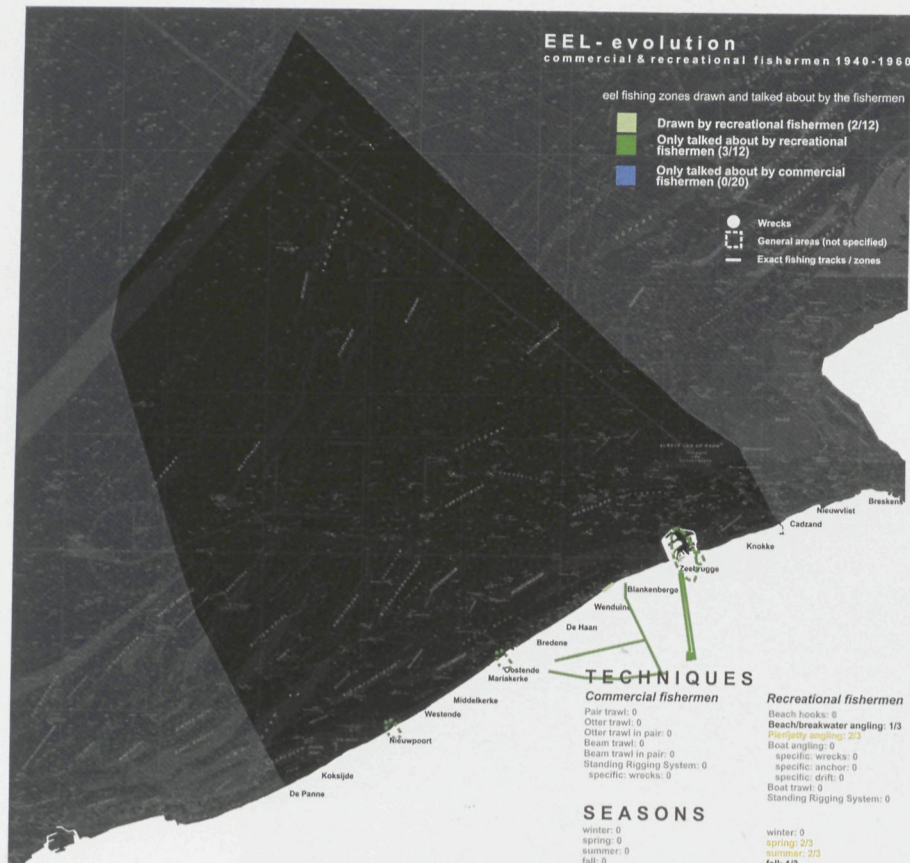 EEL-evolution
commercial & recreational fishermen 1940-1960
eel fishing zones drawn and talked about by the fishermen
Drawn by recreational fishermen (2/12)
Only talked about by recreational
fishermen (3/12)
Only talked about by commercial
fishermen (0/20)
Wrecks
General areas (not specified)
Exact fishing tracks / zones
Breskens
Nieuwvliet
Cadzand
Knokke
Zeebrugge
Blankenberge
Wenduine
De Haan
Bredene
Oostende
Mariskerke
Middelkerke
Westende
Nieuwpoort
Koksijde
De Panne
TECHNIQUES
Commercial fishermen
Pair trawl: 0
Otter trawl: 0
Otter trawl in pair: 0
Beam trawl: 0
Beam trawl in pair: 0
Standing Rigging System: 0
specific: wrecks: 0
Recreational fishermen
Beach hooks: 0
Beach/breakwater angling: 1/3
Pier/jetty angling: 2/3
Boat angling: 0
specific: wrecks: 0
specific: anchor: 0
specific: drift: 0
Boat trawl: 0
Standing Rigging System: 0
SEASONS
winter: 0
spring: 0
summer: 0
fall: 0
winter: 0
spring: 2/3
summer: 2/3
fall: 1/3